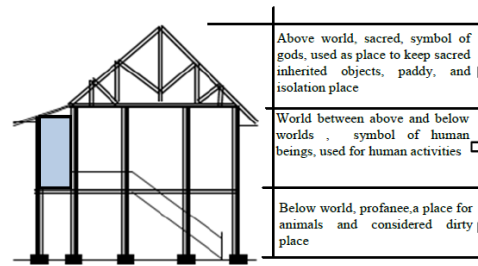 Above world, sacred, symbol of
gods, used as place to keep sacred
inherited objects, paddy, and
isolation place
World between above and below
worlds , symbol of human
beings, used for human activities
Below world, profanee,a place for
animals and considered dirty
place